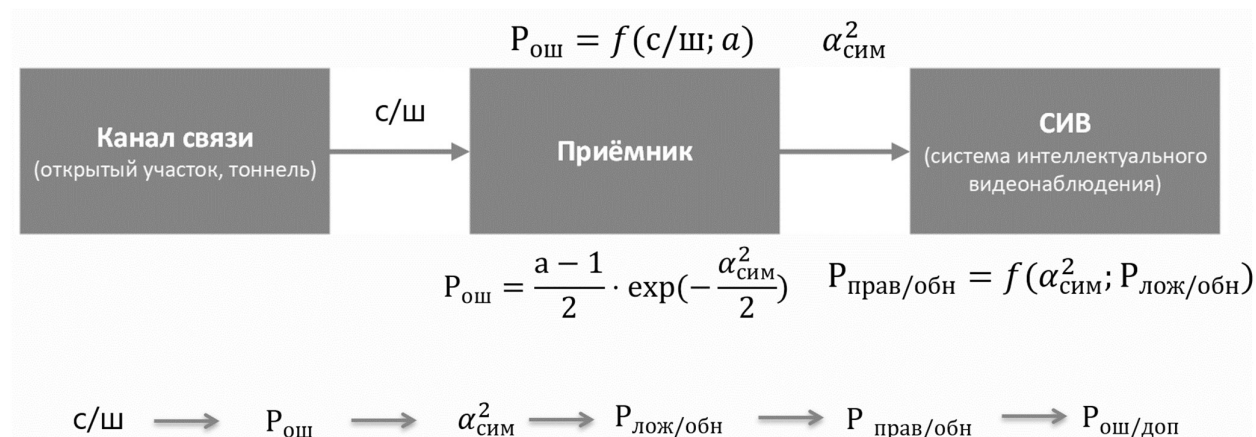 Pош = f(с/ш; a) α²сим
Канал связи
(открытый участок, тоннель)
с/ш
Приёмник
СИВ
(система интеллектуального
видеонаблюдения)
Pош = (a − 1)/2 · exp(−α²сим/2)
Pправ/обн = f(α²сим; Pлож/обн)
с/ш → Pош → α²сим → Pлож/обн → P прав/обн → Pош/доп